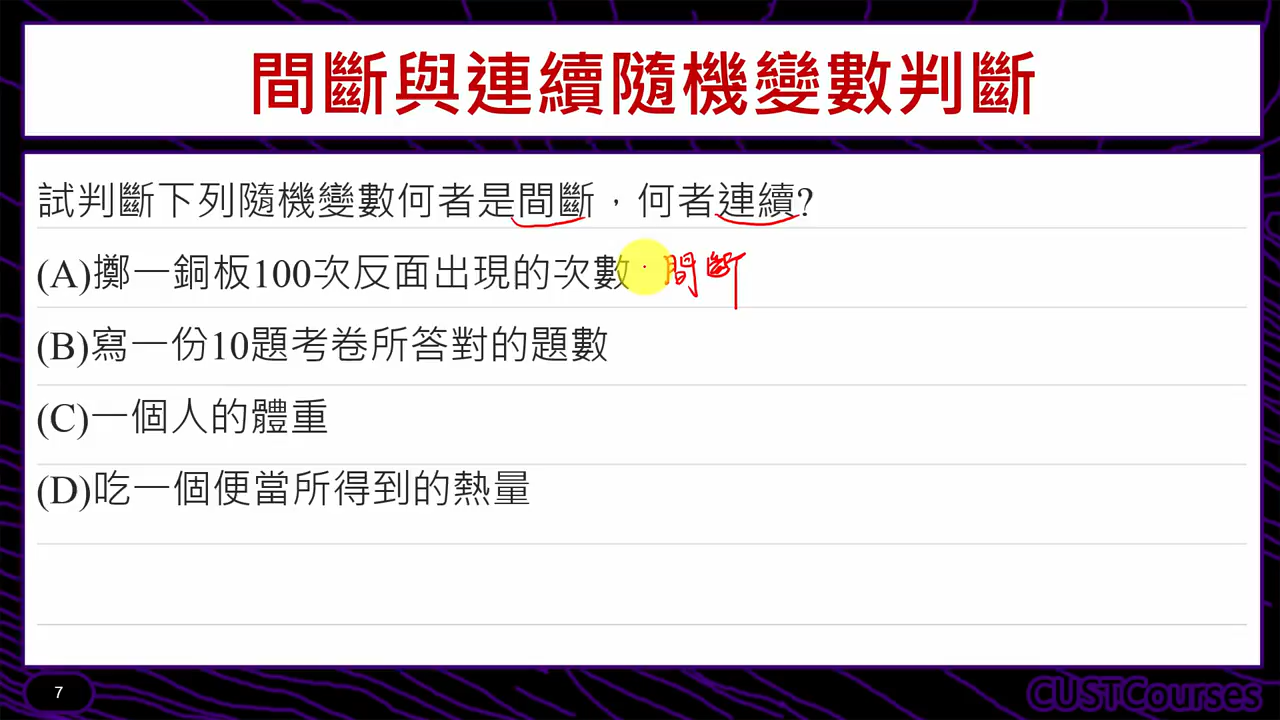 間斷與連續隨機變數判斷
試判斷下列隨機變數何者是間斷，何者連續?
(A)擲一銅板100次反面出現的次數 間斷
(B)寫一份10題考卷所答對的題數
(C)一個人的體重
(D)吃一個便當所得到的熱量
7
CUSTCourses